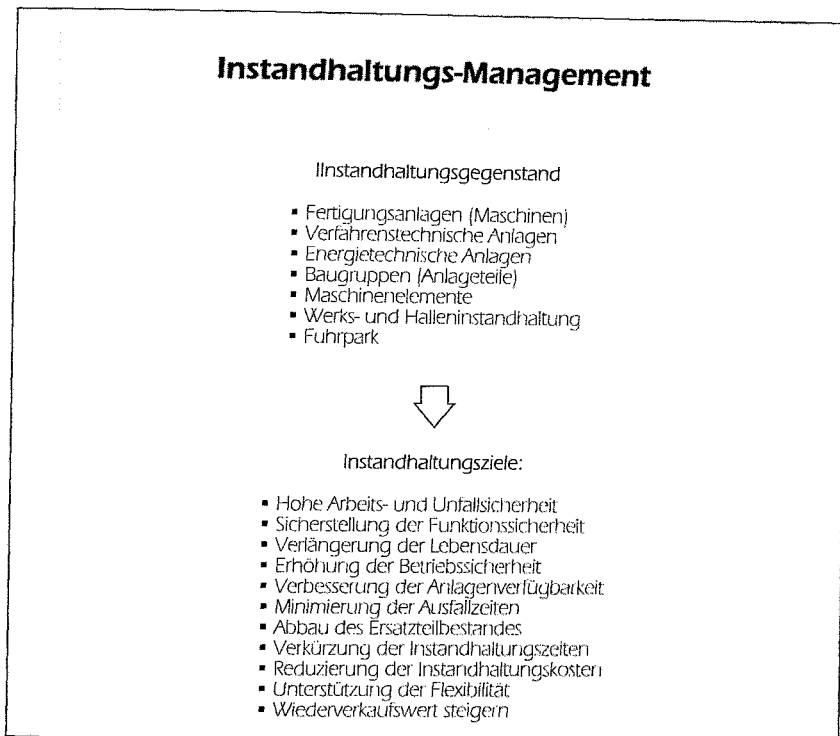 Instandhaltungs-Management
IInstandhaltungsgegenstand
▪ Fertigungsanlagen (Maschinen)
▪ Verfahrenstechnische Anlagen
▪ Energietechnische Anlagen
▪ Baugruppen (Anlageteile)
▪ Maschinenelemente
▪ Werks- und Halleninstandhaltung
▪ Fuhrpark
Instandhaltungsziele:
▪ Hohe Arbeits- und Unfallsicherheit
▪ Sicherstellung der Funktionssicherheit
▪ Verlängerung der Lebensdauer
▪ Erhöhung der Betriebssicherheit
▪ Verbesserung der Anlagenverfügbarkeit
▪ Minimierung der Ausfallzeiten
▪ Abbau des Ersatzteilbestandes
▪ Verkürzung der Instandhaltungszeiten
▪ Reduzierung der Instandhaltungskosten
▪ Unterstützung der Flexibilität
▪ Wiederverkaufswert steigern